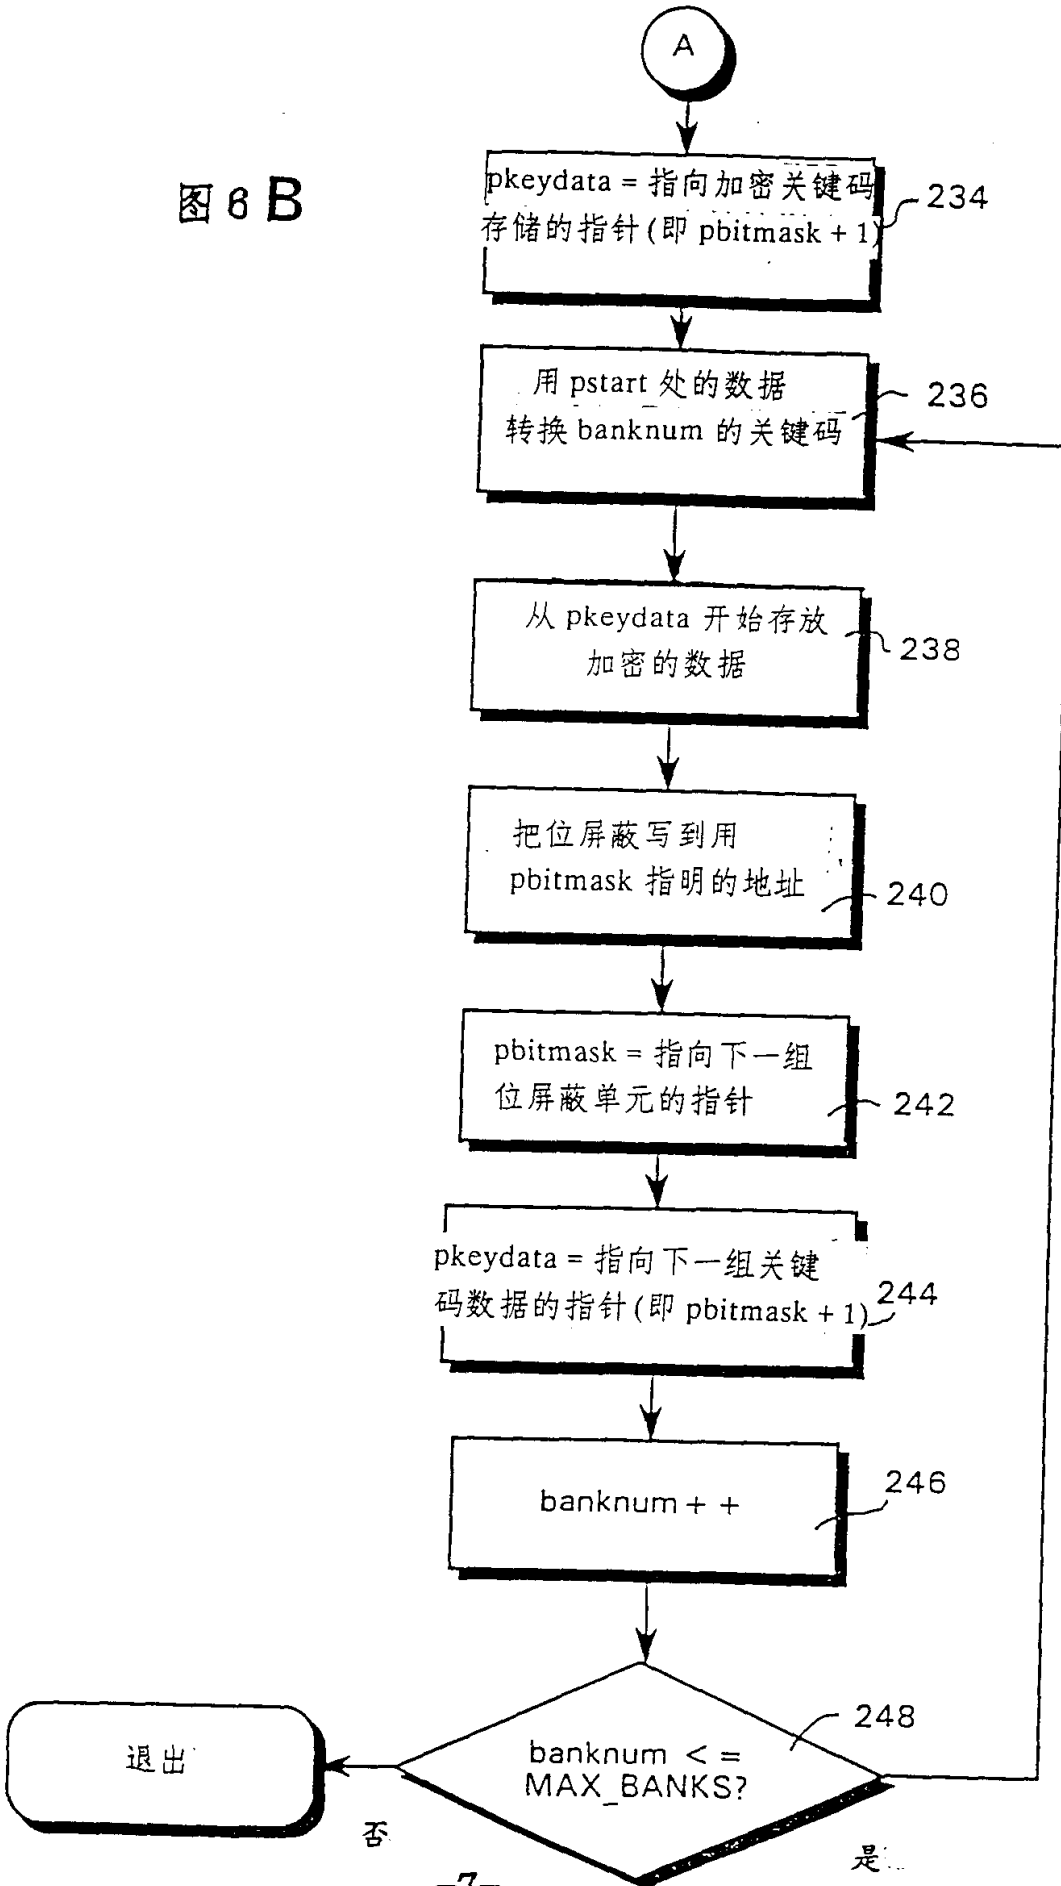 A
图6B
pkeydata = 指向加密关键码
存储的指针(即 pbitmask + 1)
234
用 pstart 处的数据
转换 banknum 的关键码
236
从 pkeydata 开始存放
加密的数据
238
把位屏蔽写到用
pbitmask 指明的地址
240
pbitmask = 指向下一组
位屏蔽单元的指针
242
pkeydata = 指向下一组关键
码数据的指针(即 pbitmask + 1)
244
banknum + +
246
banknum < =
MAX_BANKS?
248
退出
否
是
–7–